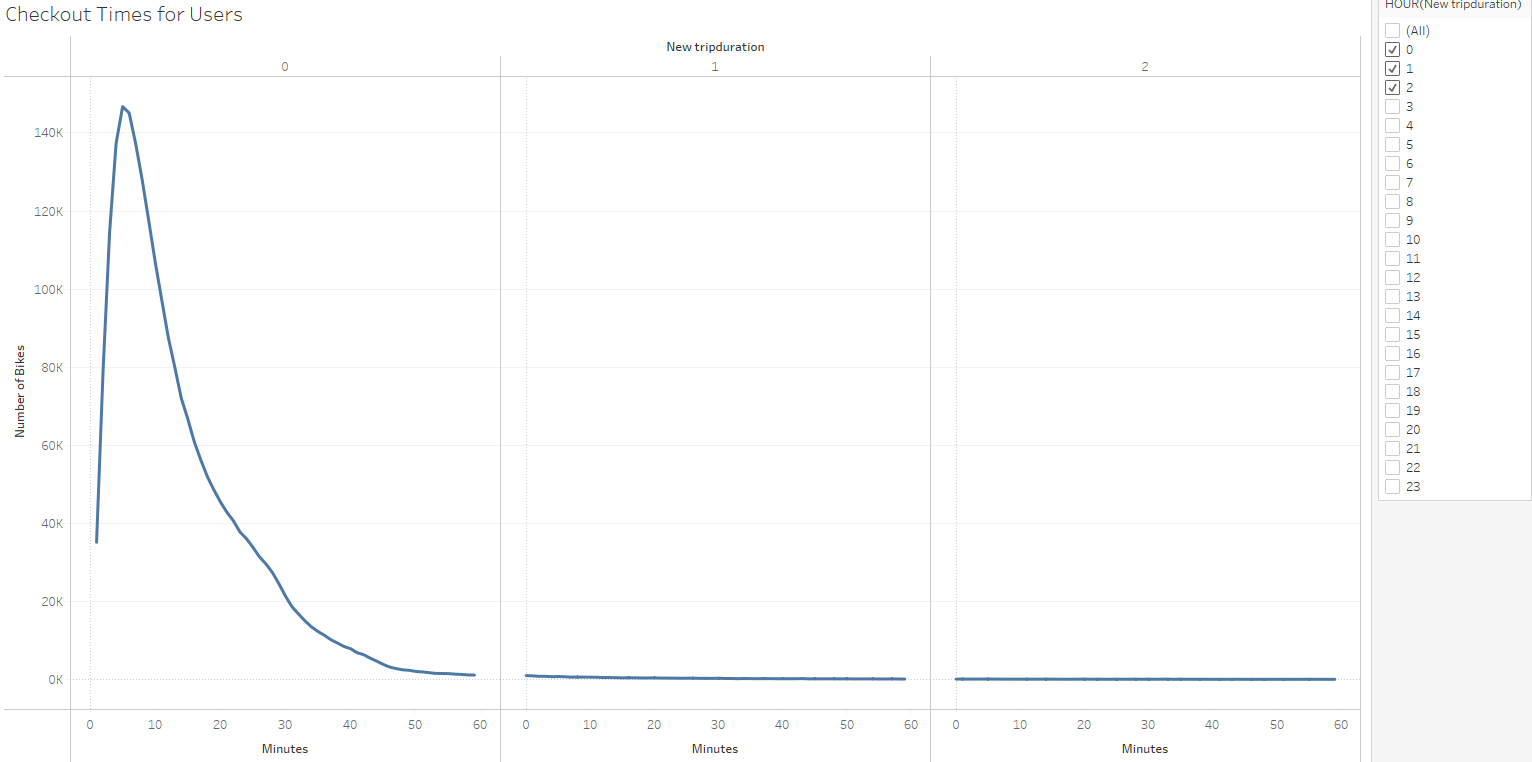 Checkout Times for Users
New tripduration
0
1
2
140K
120K
100K
80K
60K
40K
20K
0K
Number of Bikes
0 10 20 30 40 50 60
0 10 20 30 40 50 60
0 10 20 30 40 50 60
Minutes
Minutes
Minutes
HOUR(New tripduration)
(All)
0
1
2
3
4
5
6
7
8
9
10
11
12
13
14
15
16
17
18
19
20
21
22
23